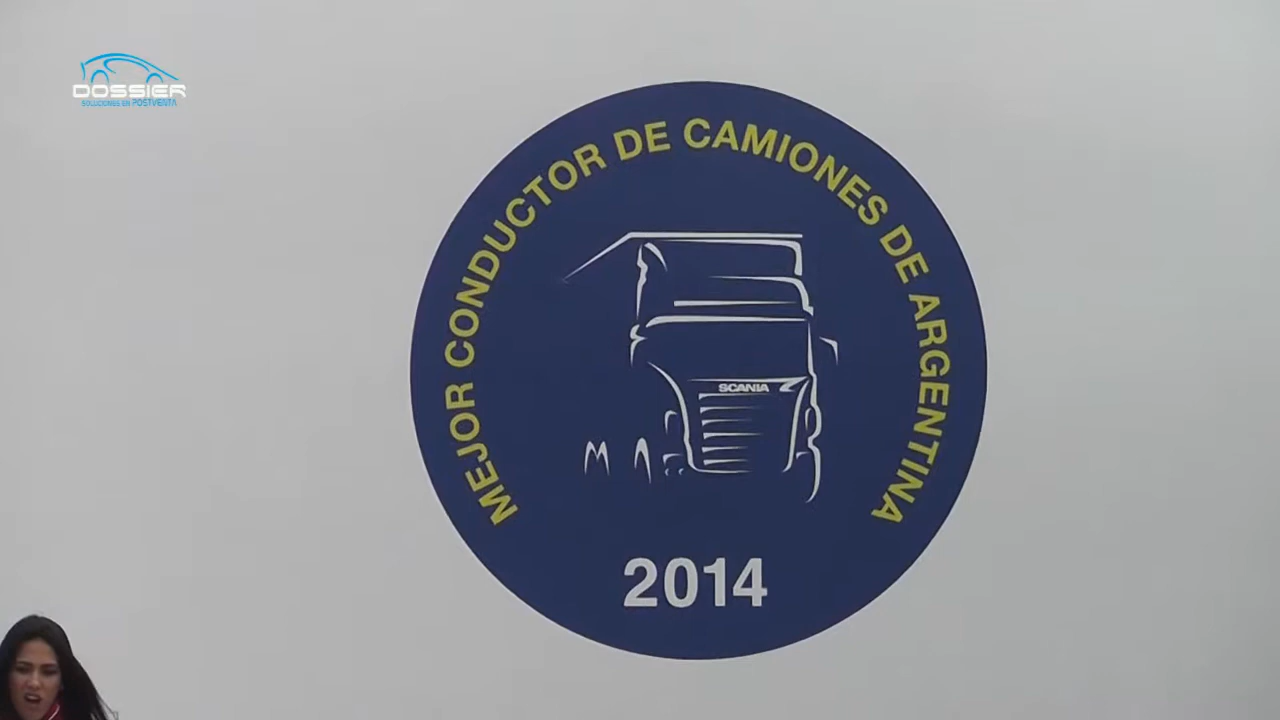 DOSSIER
SOLUCIONES EN POSTVENTA
MEJOR CONDUCTOR DE CAMIONES DE ARGENTINA
SCANIA
2014